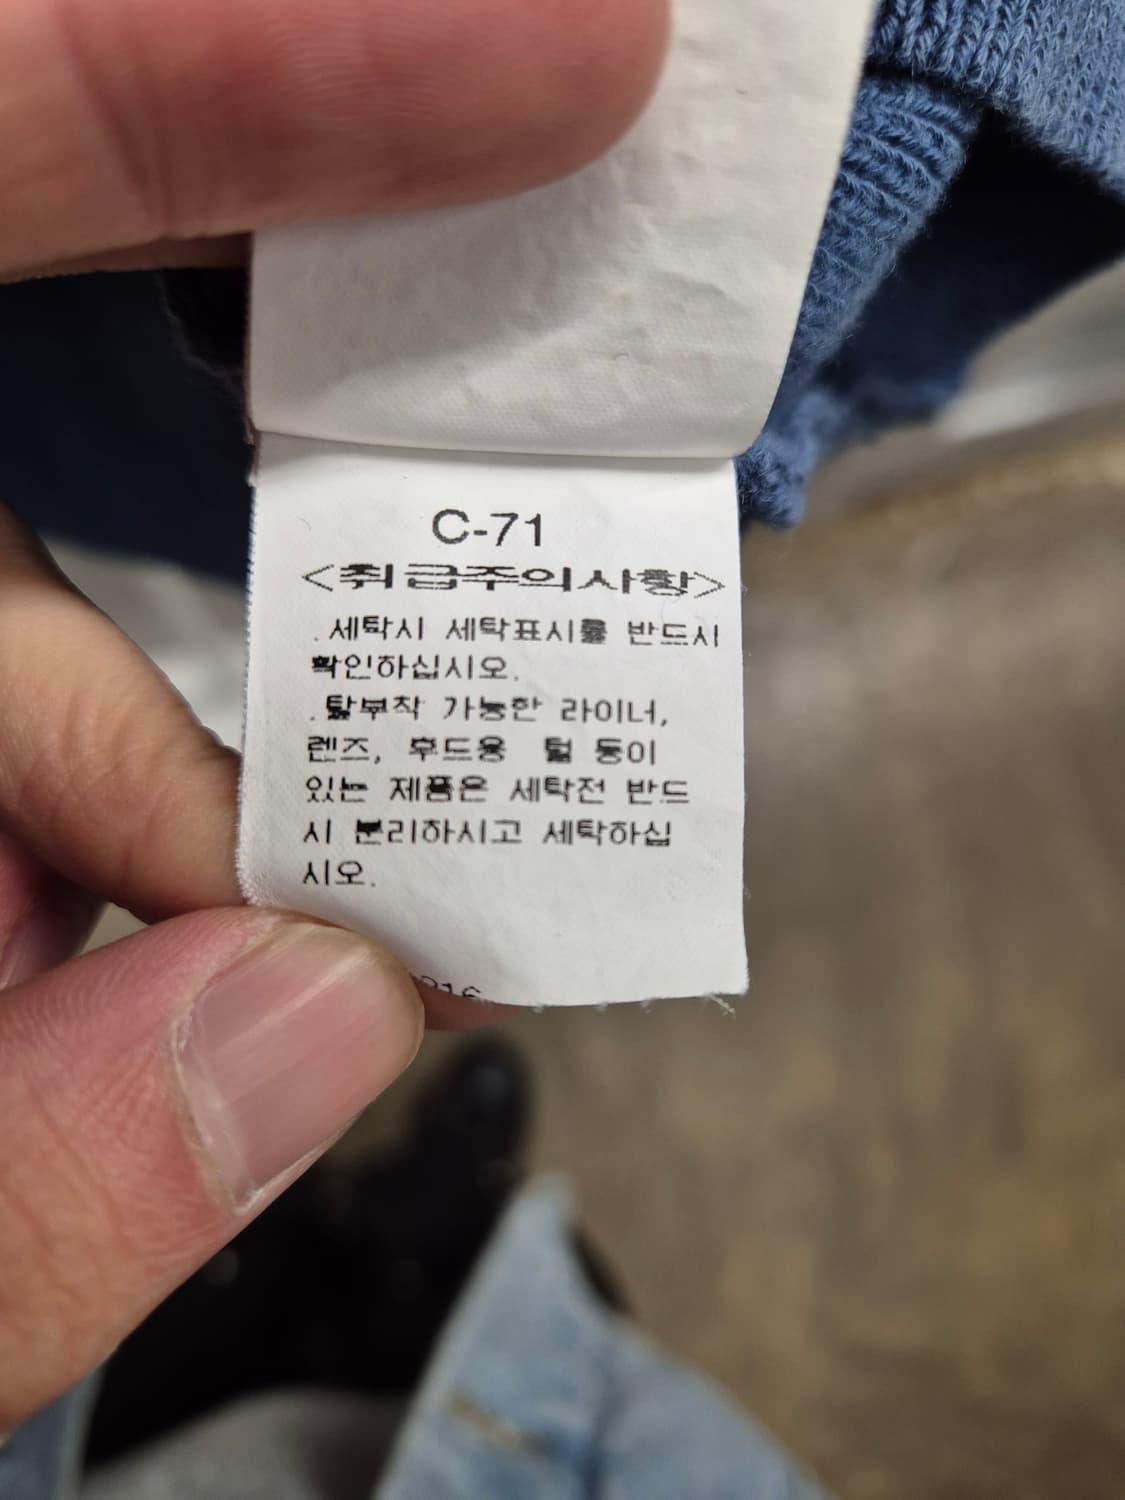 C-71
<취급주의사항>
.세탁시 세탁표시를 반드시
확인하십시오.
.탈부착 가능한 라이너,
렌즈, 후드용 털 등이
있는 제품은 세탁전 반드
시 분리하시고 세탁하십
시오.